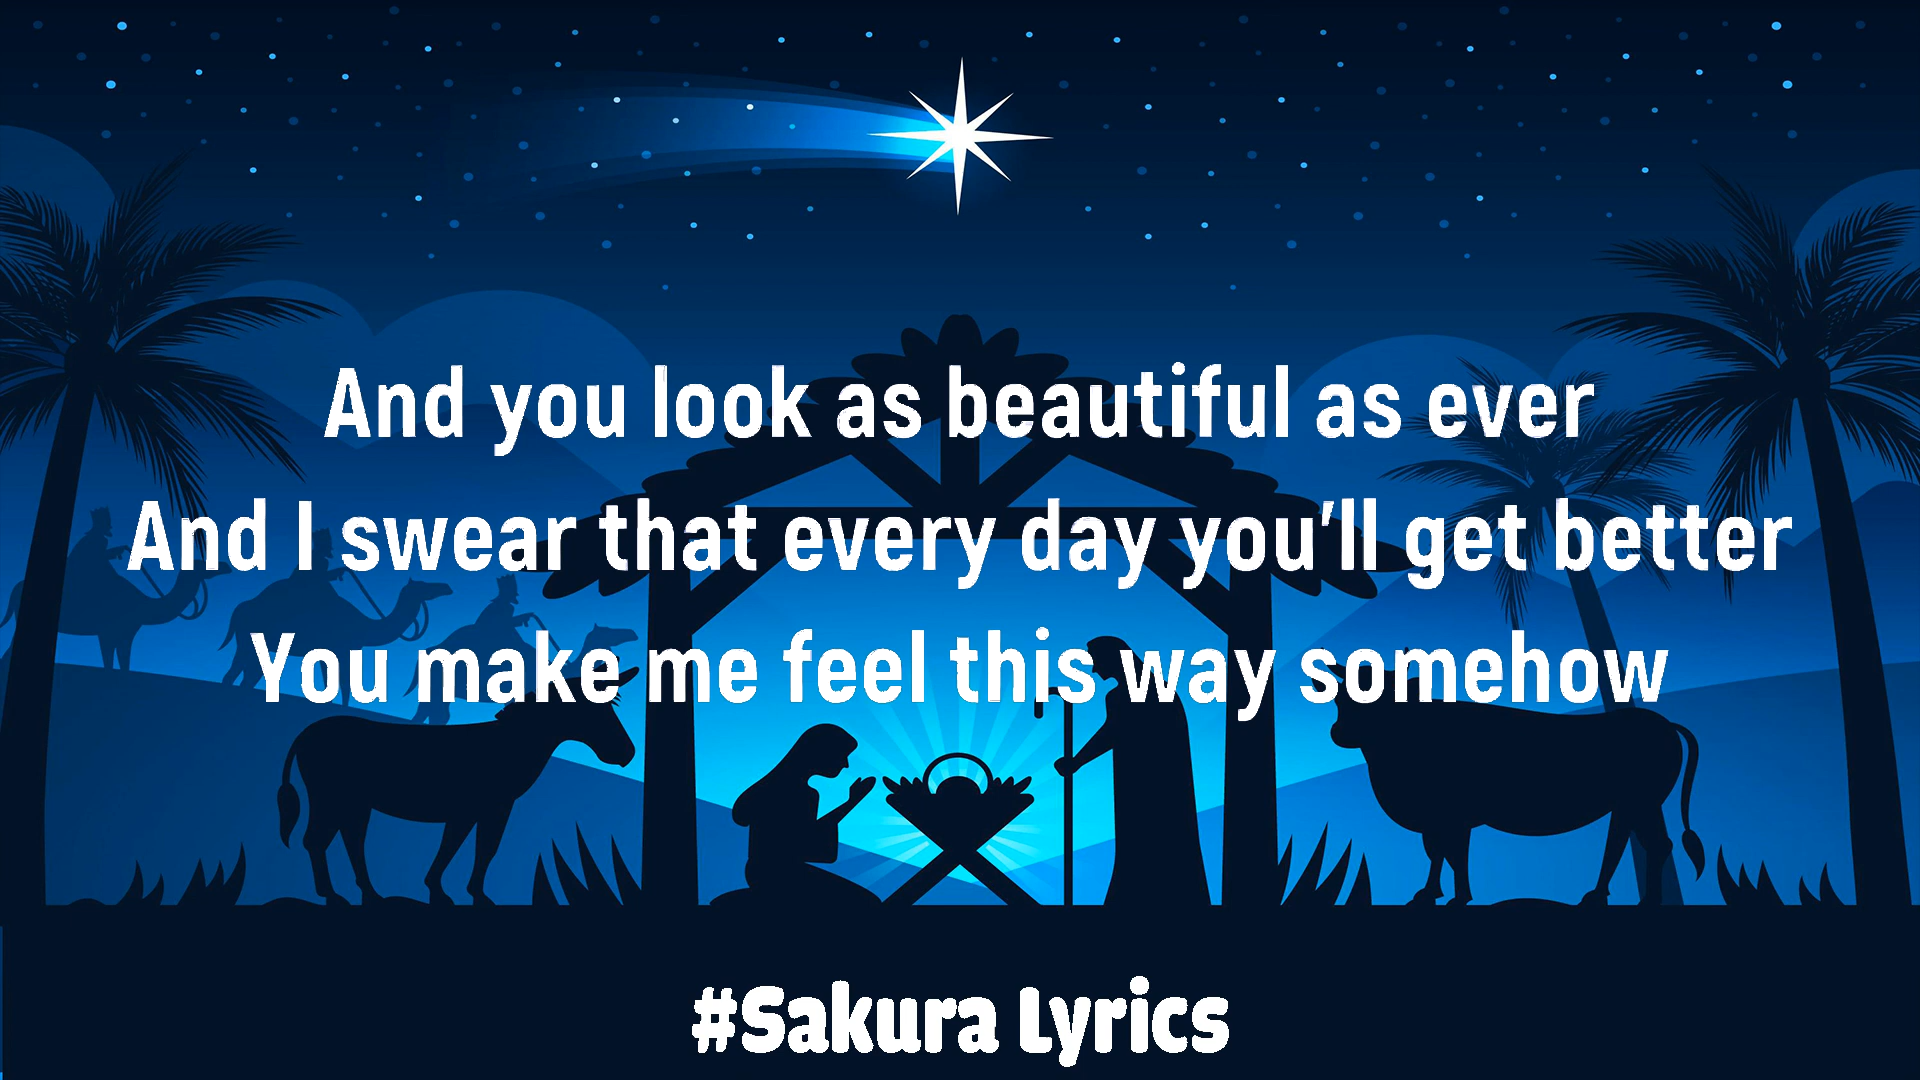 And you look as beautiful as ever
And I swear that every day you'll get better
You make me feel this way somehow
#Sakura Lyrics